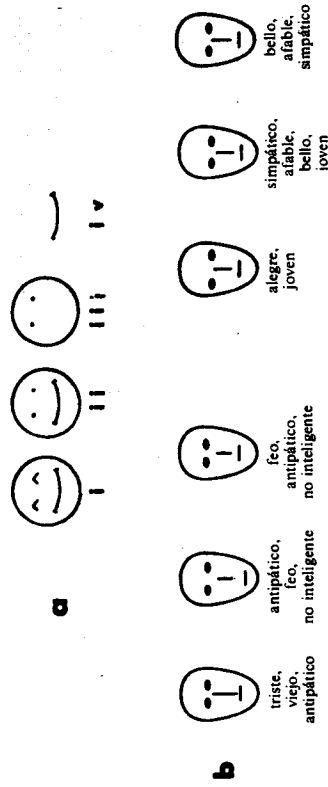 a
i
ii
iii
iv
b
triste,
viejo,
antipático
antipático,
feo,
no inteligente
feo,
antipático,
no inteligente
alegre,
joven
simpático,
afable,
bello,
joven
bello,
afable,
simpático